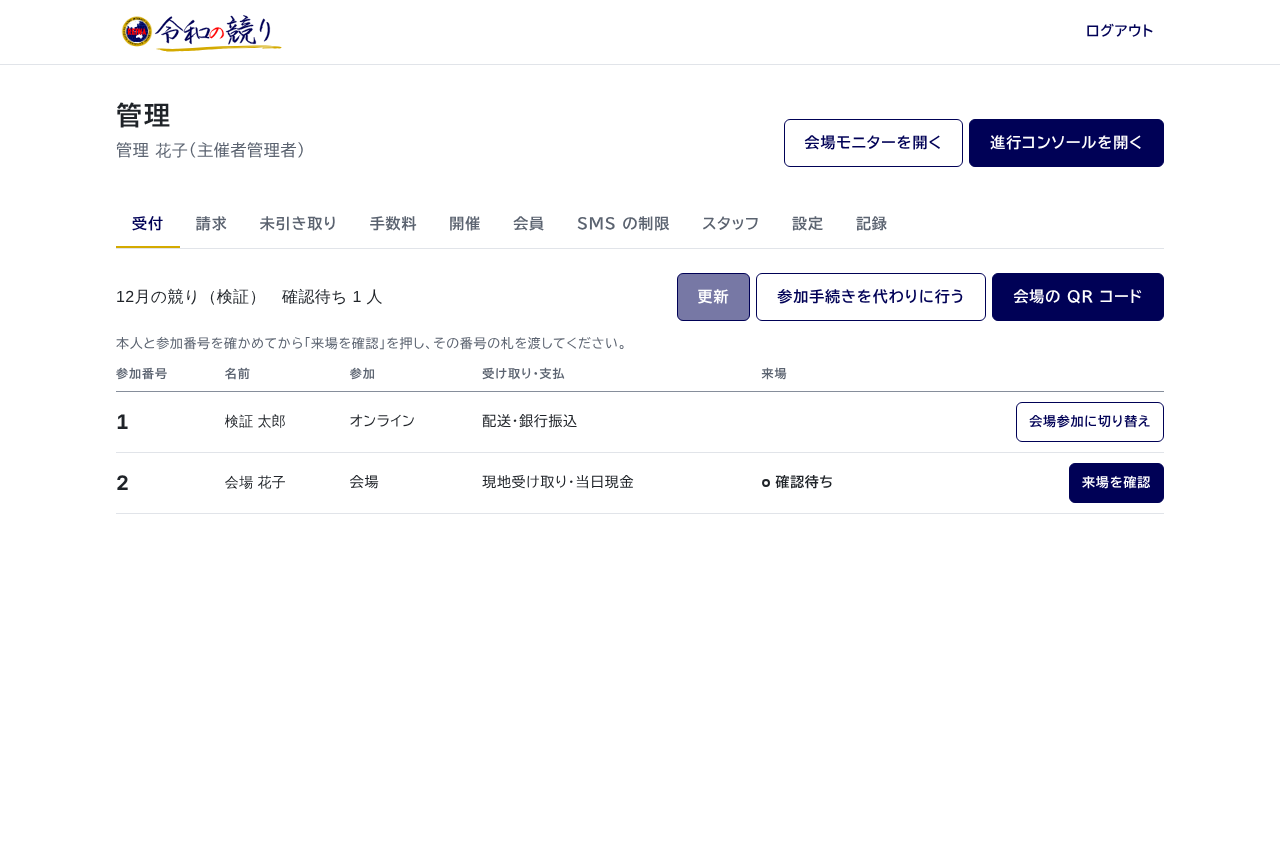 令和の競り
ログアウト
管理
管理 花子（主催者管理者）
会場モニターを開く
進行コンソールを開く
受付 請求 未引き取り 手数料 開催 会員 SMS の制限 スタッフ 設定 記録
12月の競り（検証） 確認待ち 1 人
更新
参加手続きを代わりに行う
会場の QR コード
本人と参加番号を確かめてから「来場を確認」を押し、その番号の札を渡してください。
参加番号 名前 参加 受け取り・支払 来場
1 検証 太郎 オンライン 配送・銀行振込 会場参加に切り替え
2 会場 花子 会場 現地受け取り・当日現金 確認待ち 来場を確認